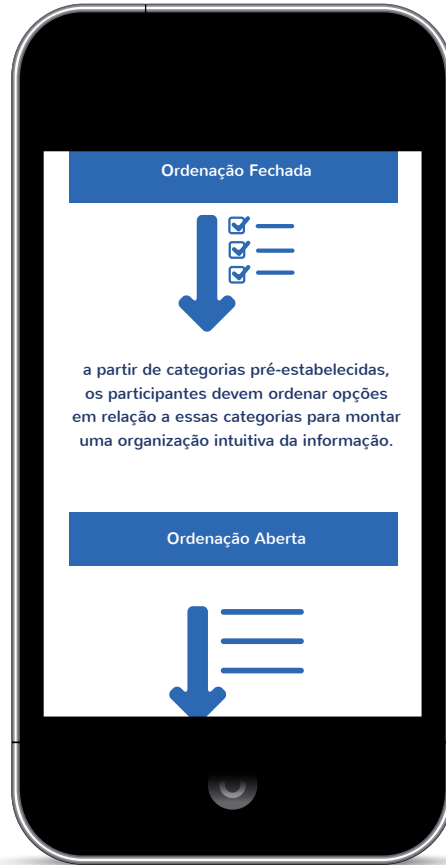 Ordenação Fechada
a partir de categorias pré-estabelecidas,
os participantes devem ordenar opções
em relação a essas categorias para montar
uma organização intuitiva da informação.
Ordenação Aberta